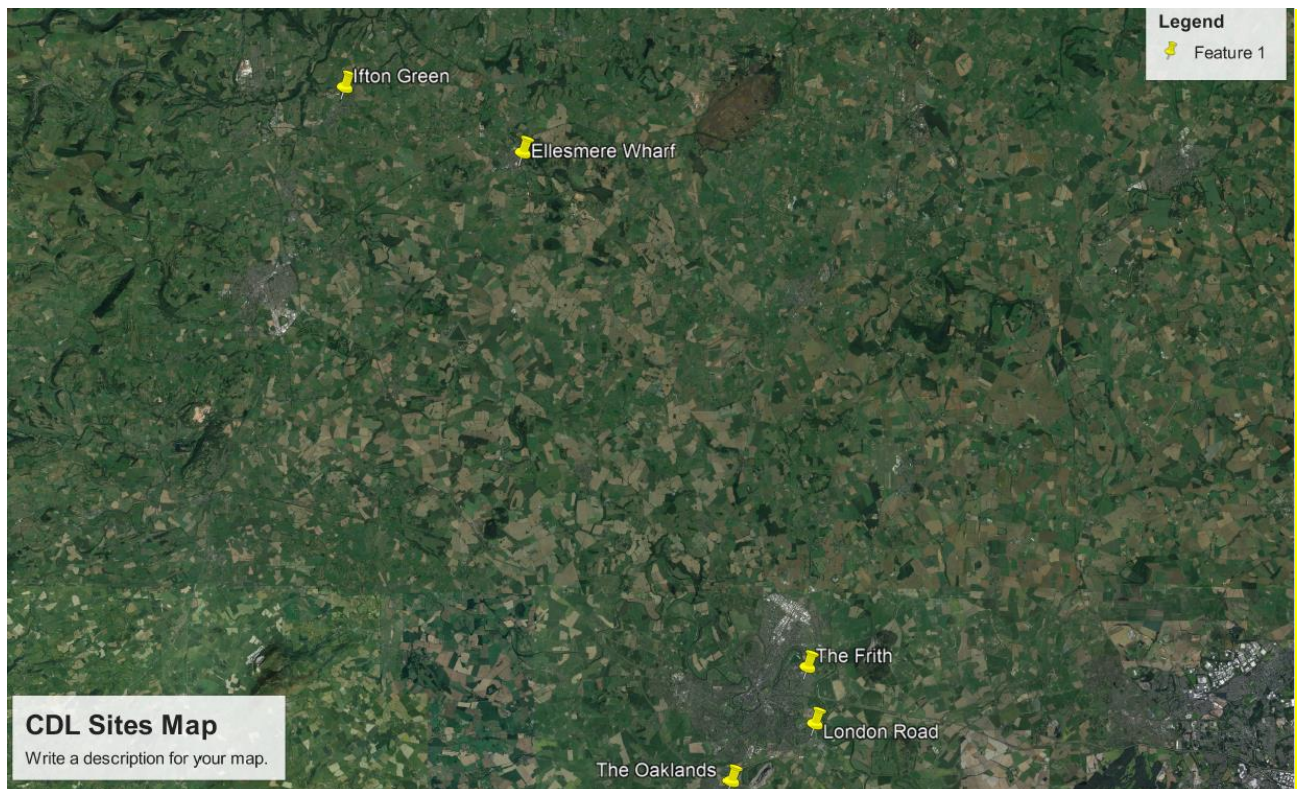 Legend
Feature 1
Ifton Green
Ellesmere Wharf
The Frith
London Road
The Oaklands
CDL Sites Map
Write a description for your map.